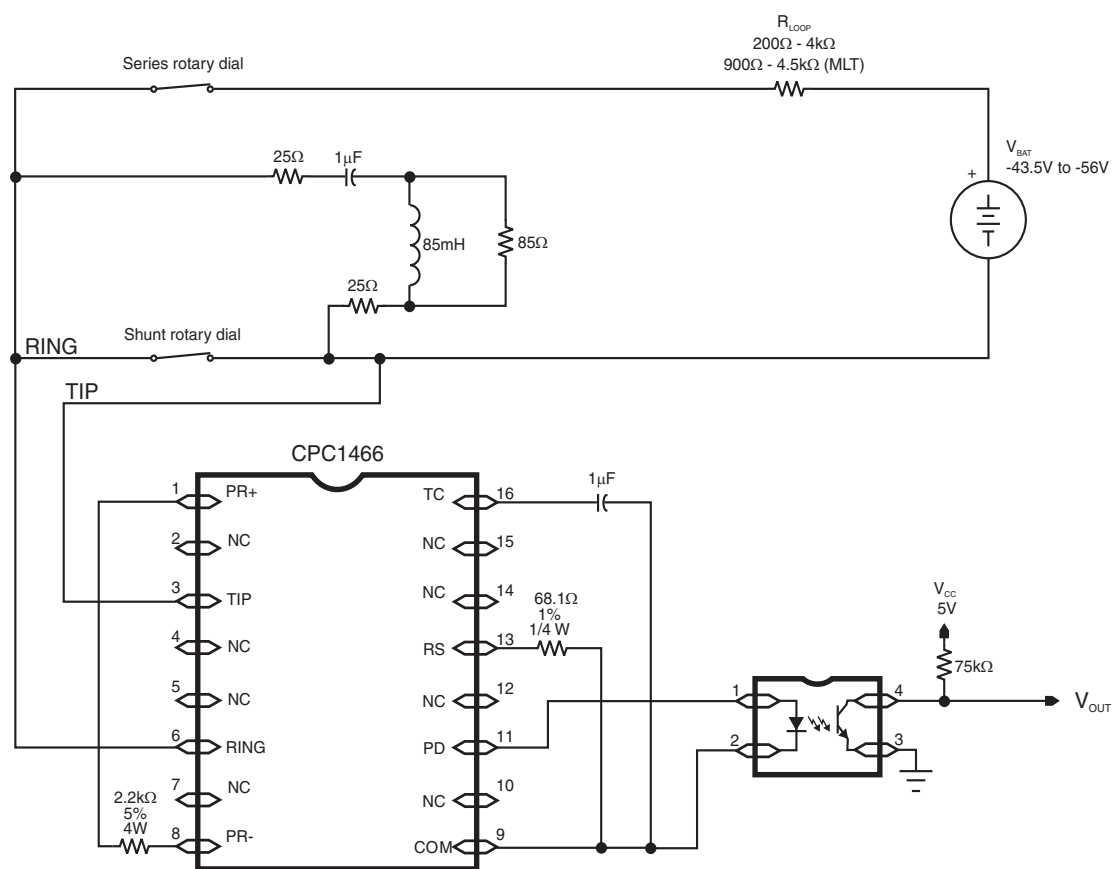 R_LOOP
200Ω - 4kΩ
900Ω - 4.5kΩ (MLT)
Series rotary dial
V_BAT
-43.5V to -56V
+
25Ω
1µF
85mH
85Ω
25Ω
Shunt rotary dial
RING
TIP
CPC1466
1
PR+
TC
16
1µF
2
NC
NC
15
3
TIP
NC
14
68.1Ω
1%
1/4 W
4
NC
RS
13
5
NC
NC
12
6
RING
PD
11
7
NC
NC
10
2.2kΩ
5%
4W
8
PR-
COM
9
V_CC
5V
75kΩ
1
4
V_OUT
2
3